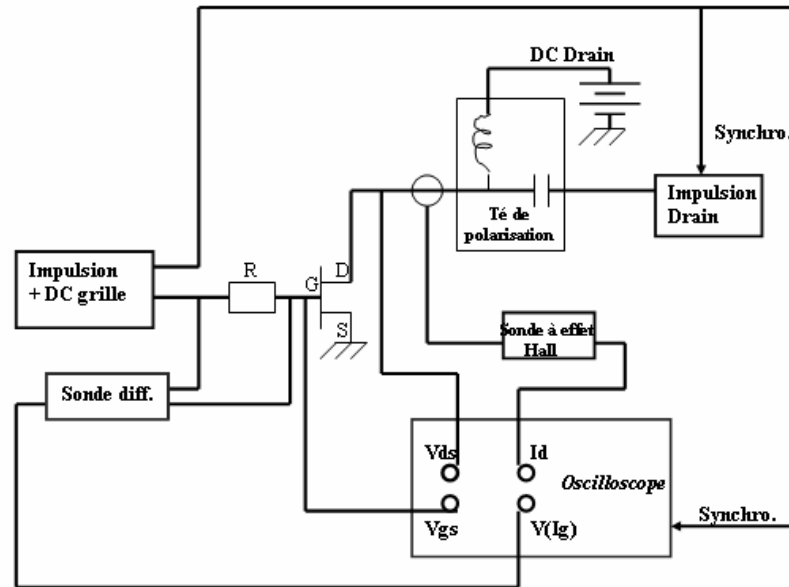 DC Drain
Synchro.
Té de
polarisation
Impulsion
Drain
Impulsion
+ DC grille
R
G
D
S
Sonde à effet
Hall
Sonde diff.
Vds
Id
Oscilloscope
Vgs
V(Ig)
Synchro.